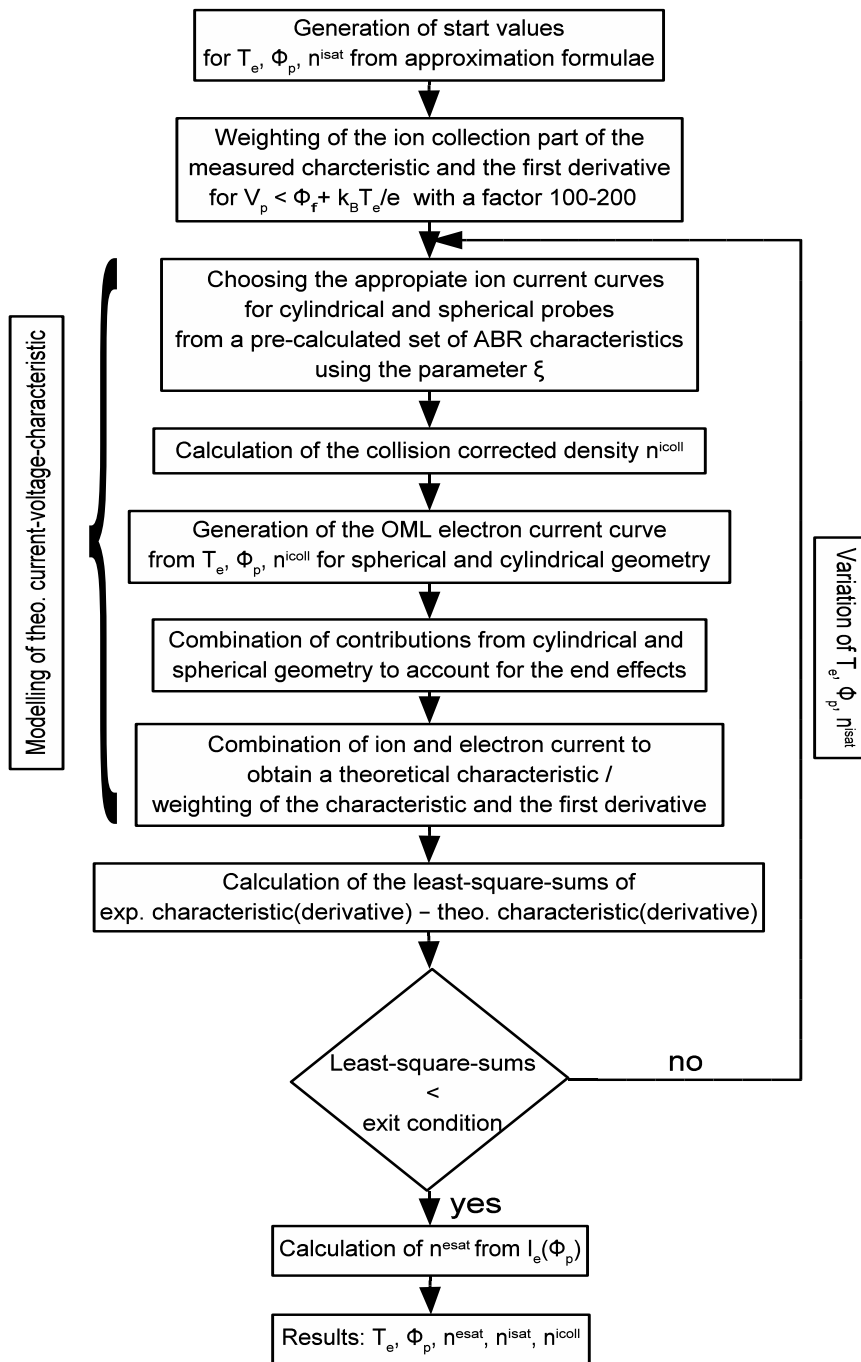 Generation of start values
for Tₑ, Φₚ, nⁱˢᵃᵗ from approximation formulae
Weighting of the ion collection part of the
measured charcteristic and the first derivative
for Vₚ < Φf + kBTₑ/e with a factor 100-200
Choosing the appropiate ion current curves
for cylindrical and spherical probes
from a pre-calculated set of ABR characteristics
using the parameter ξ
Calculation of the collision corrected density nⁱᶜᵒˡˡ
Generation of the OML electron current curve
from Tₑ, Φₚ, nⁱᶜᵒˡˡ for spherical and cylindrical geometry
Combination of contributions from cylindrical and
spherical geometry to account for the end effects
Combination of ion and electron current to
obtain a theoretical characteristic /
weighting of the characteristic and the first derivative
Modelling of theo. current-voltage-characteristic
Calculation of the least-square-sums of
exp. characteristic(derivative) – theo. characteristic(derivative)
Least-square-sums
<
exit condition
no
Variation of Tₑ, Φₚ, nⁱˢᵃᵗ
yes
Calculation of nᵉˢᵃᵗ from Iₑ(Φₚ)
Results: Tₑ, Φₚ, nᵉˢᵃᵗ, nⁱˢᵃᵗ, nⁱᶜᵒˡˡ